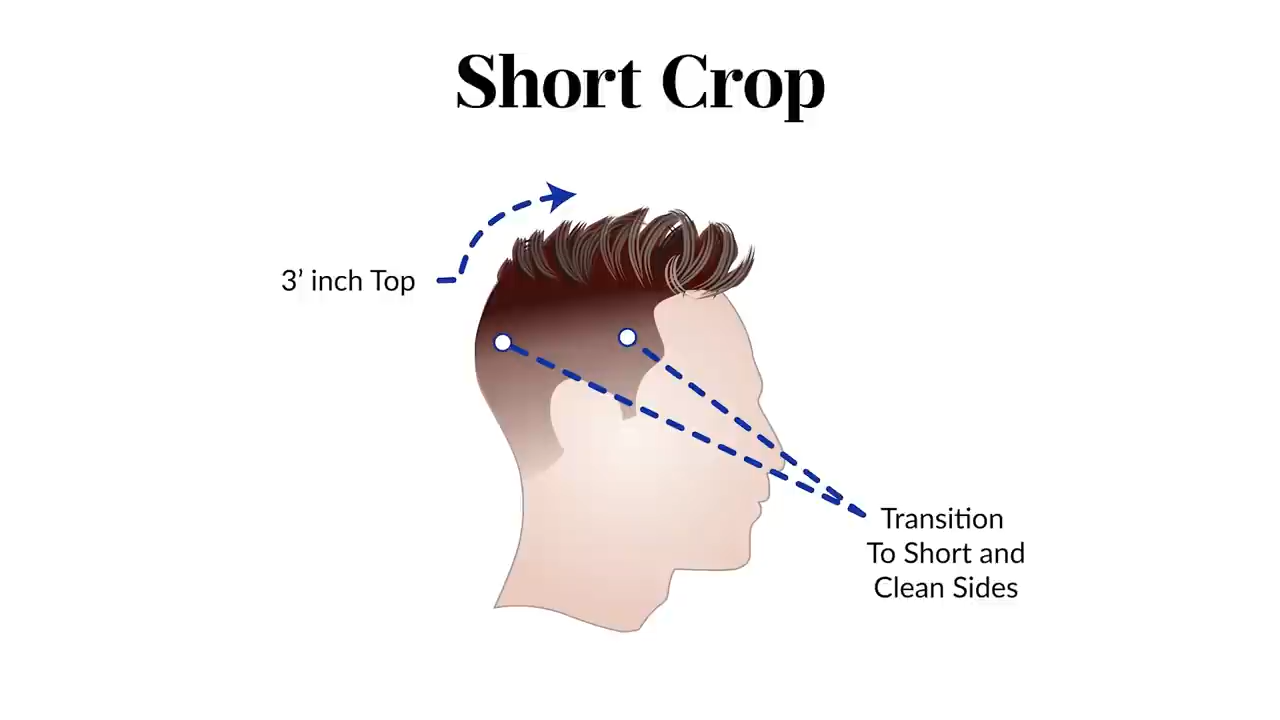 Short Crop
3’ inch Top
Transition
To Short and
Clean Sides